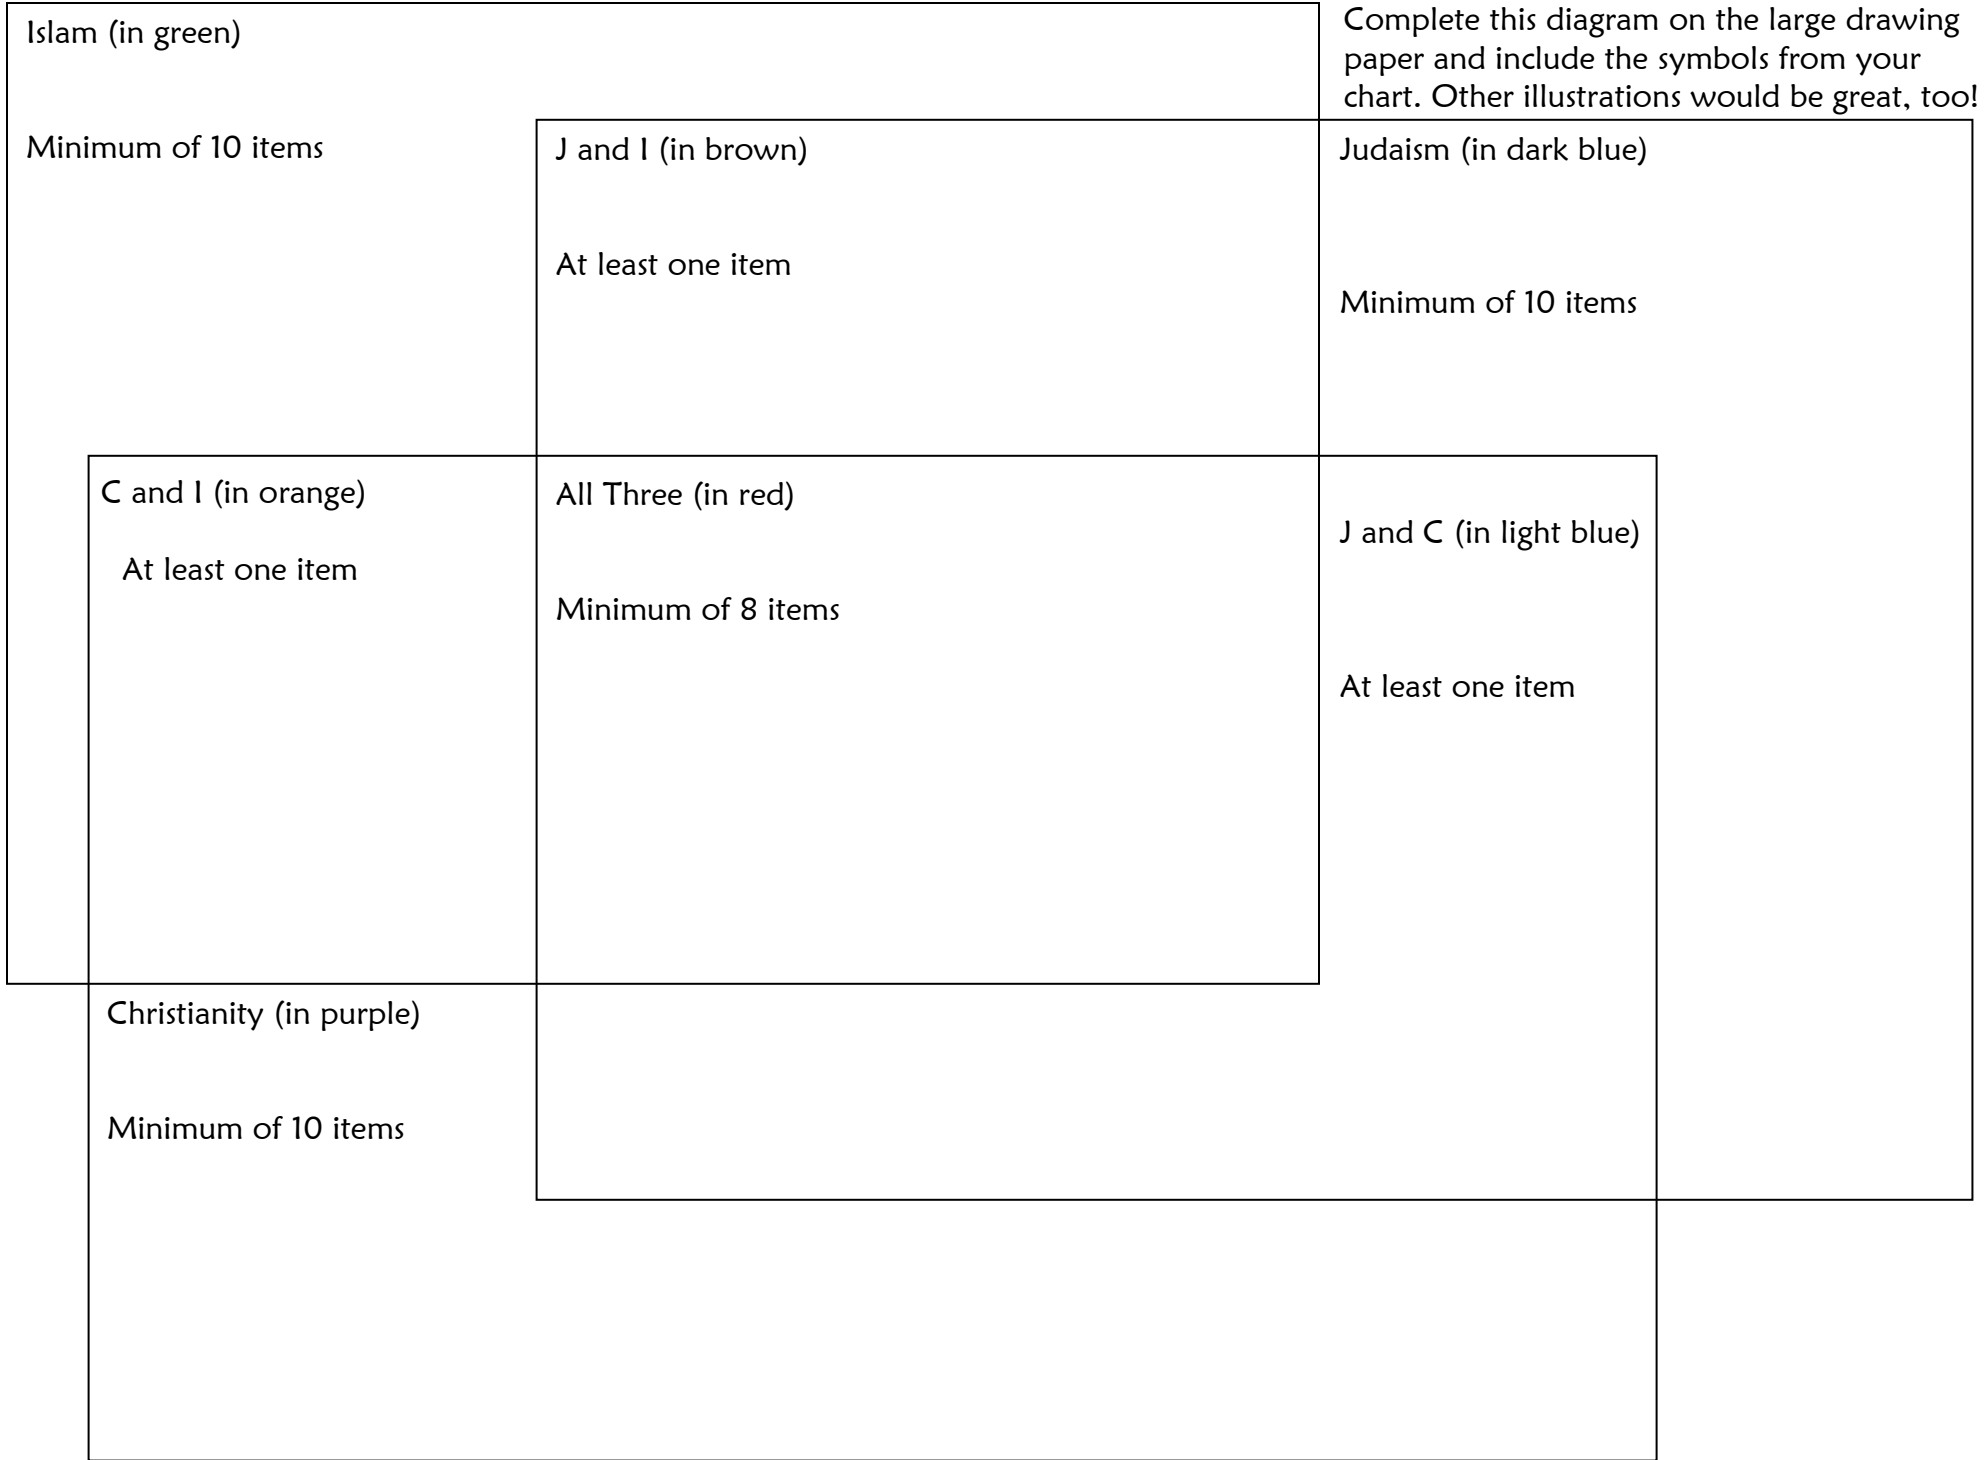 Islam (in green)
Minimum of 10 items
Complete this diagram on the large drawing
paper and include the symbols from your
chart. Other illustrations would be great, too!
J and I (in brown)
At least one item
Judaism (in dark blue)
Minimum of 10 items
C and I (in orange)
At least one item
All Three (in red)
Minimum of 8 items
J and C (in light blue)
At least one item
Christianity (in purple)
Minimum of 10 items